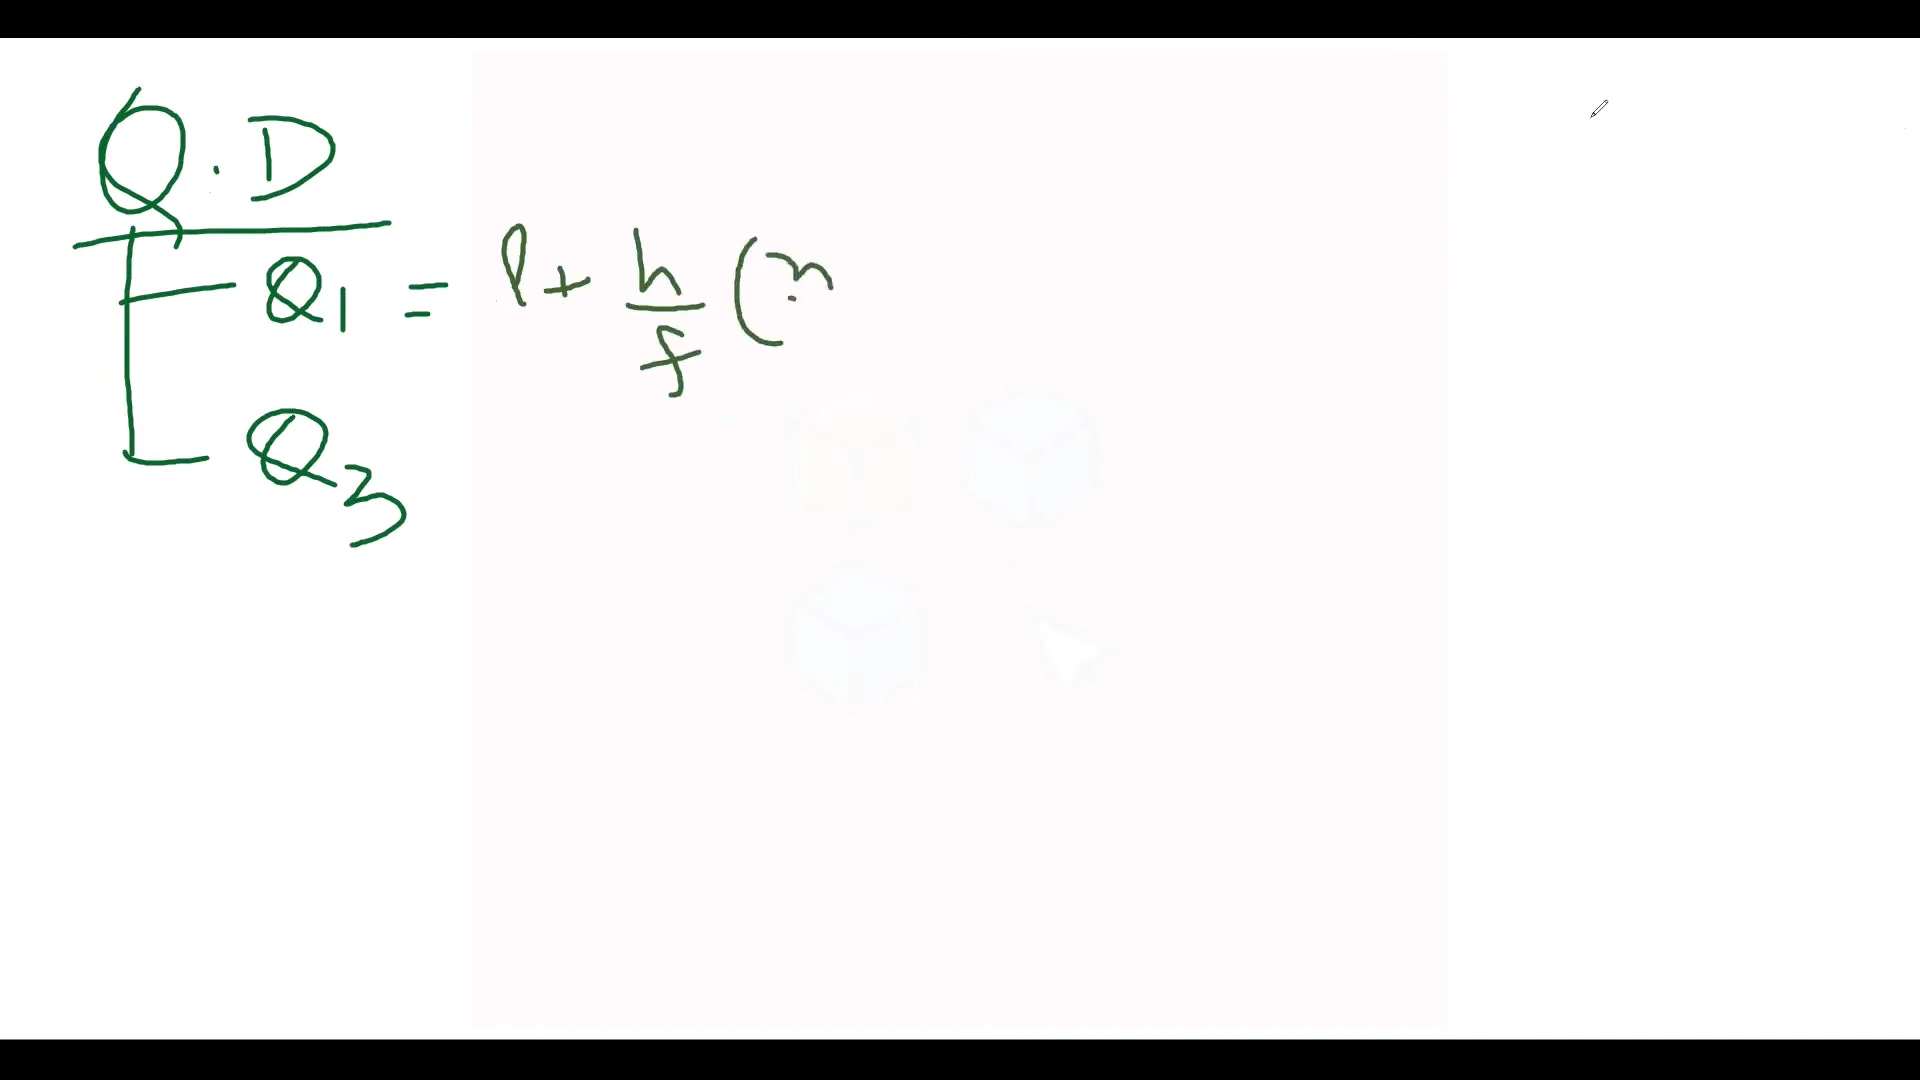 Q.D
Q1 = l + h/f (n
Q3